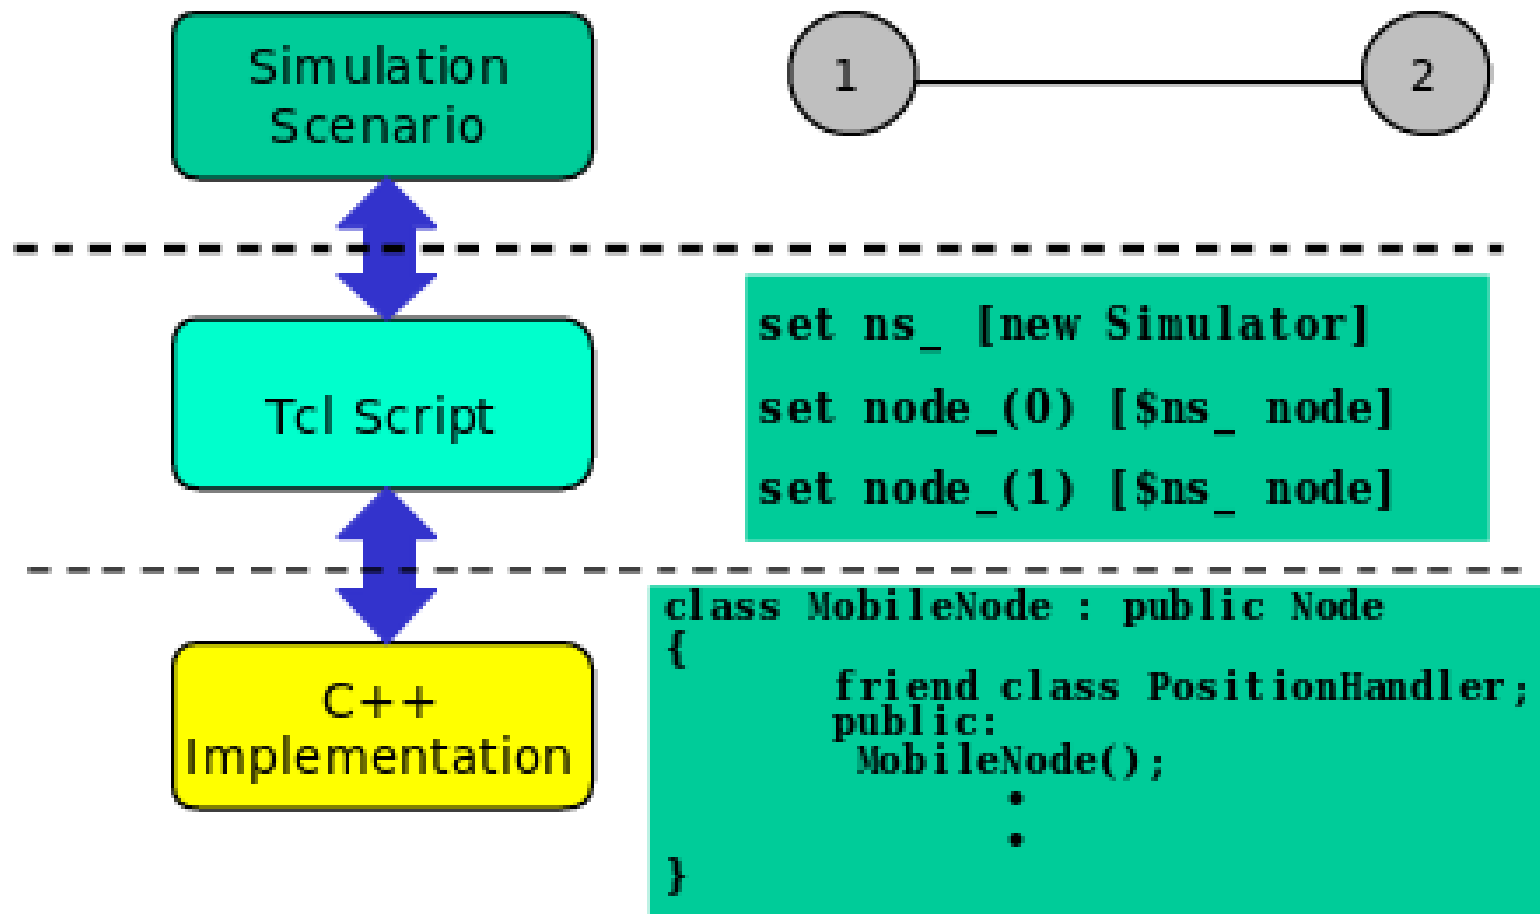 Simulation
Scenario
1
2
Tcl Script
set ns_ [new Simulator]
set node_(0) [$ns_ node]
set node_(1) [$ns_ node]
C++
Implementation
class MobileNode : public Node
{
friend class PositionHandler;
public:
MobileNode();
•
•
}